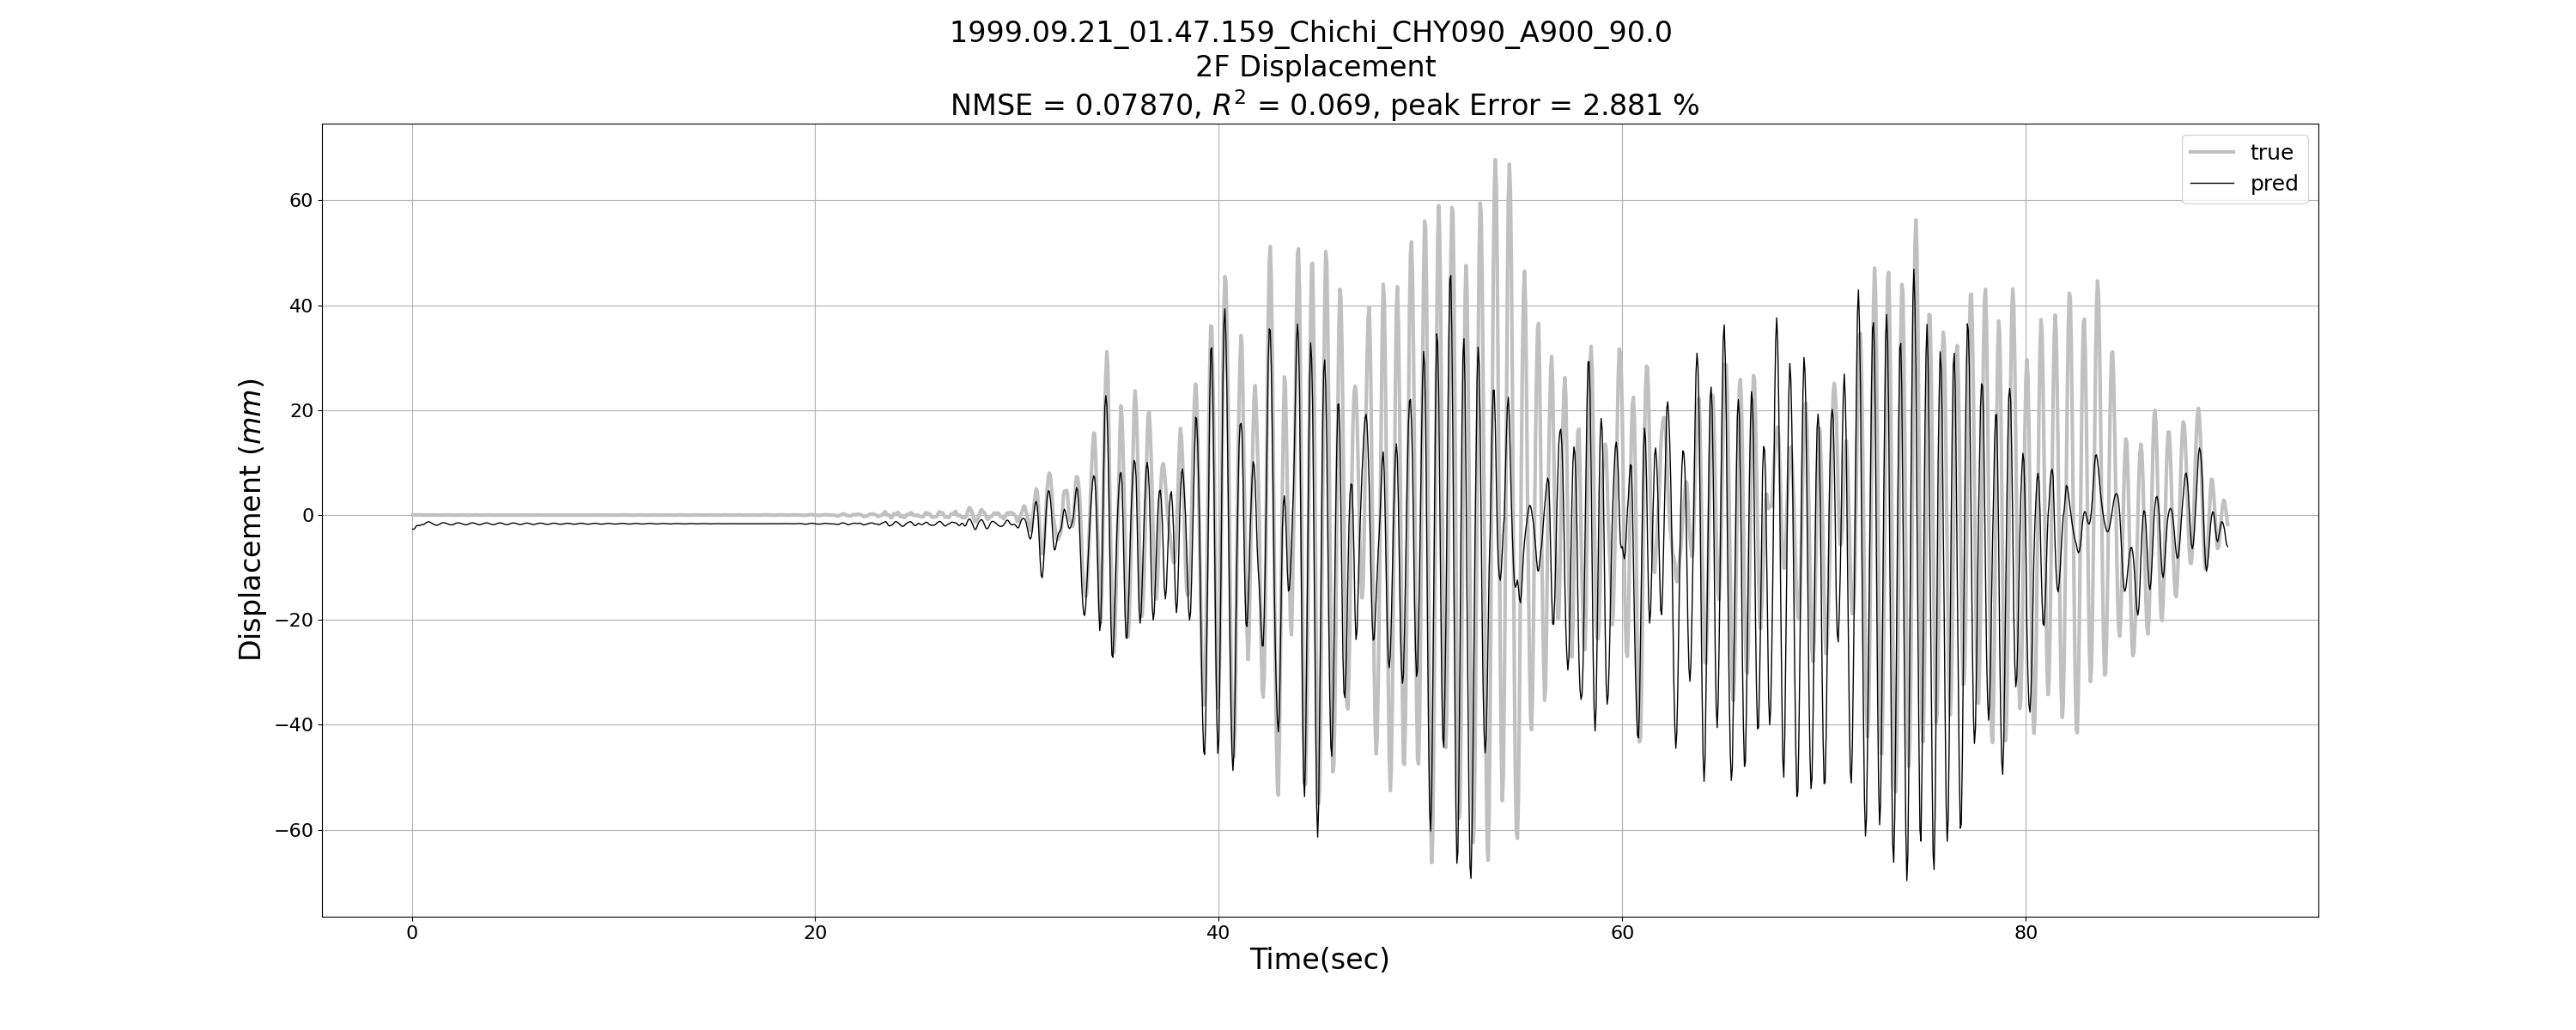 1999.09.21_01.47.159_Chichi_CHY090_A900_90.0
2F Displacement
NMSE = 0.07870, R² = 0.069, peak Error = 2.881 %
true
pred
60
40
20
0
−20
−40
−60
Displacement (mm)
0 20 40 60 80
Time(sec)